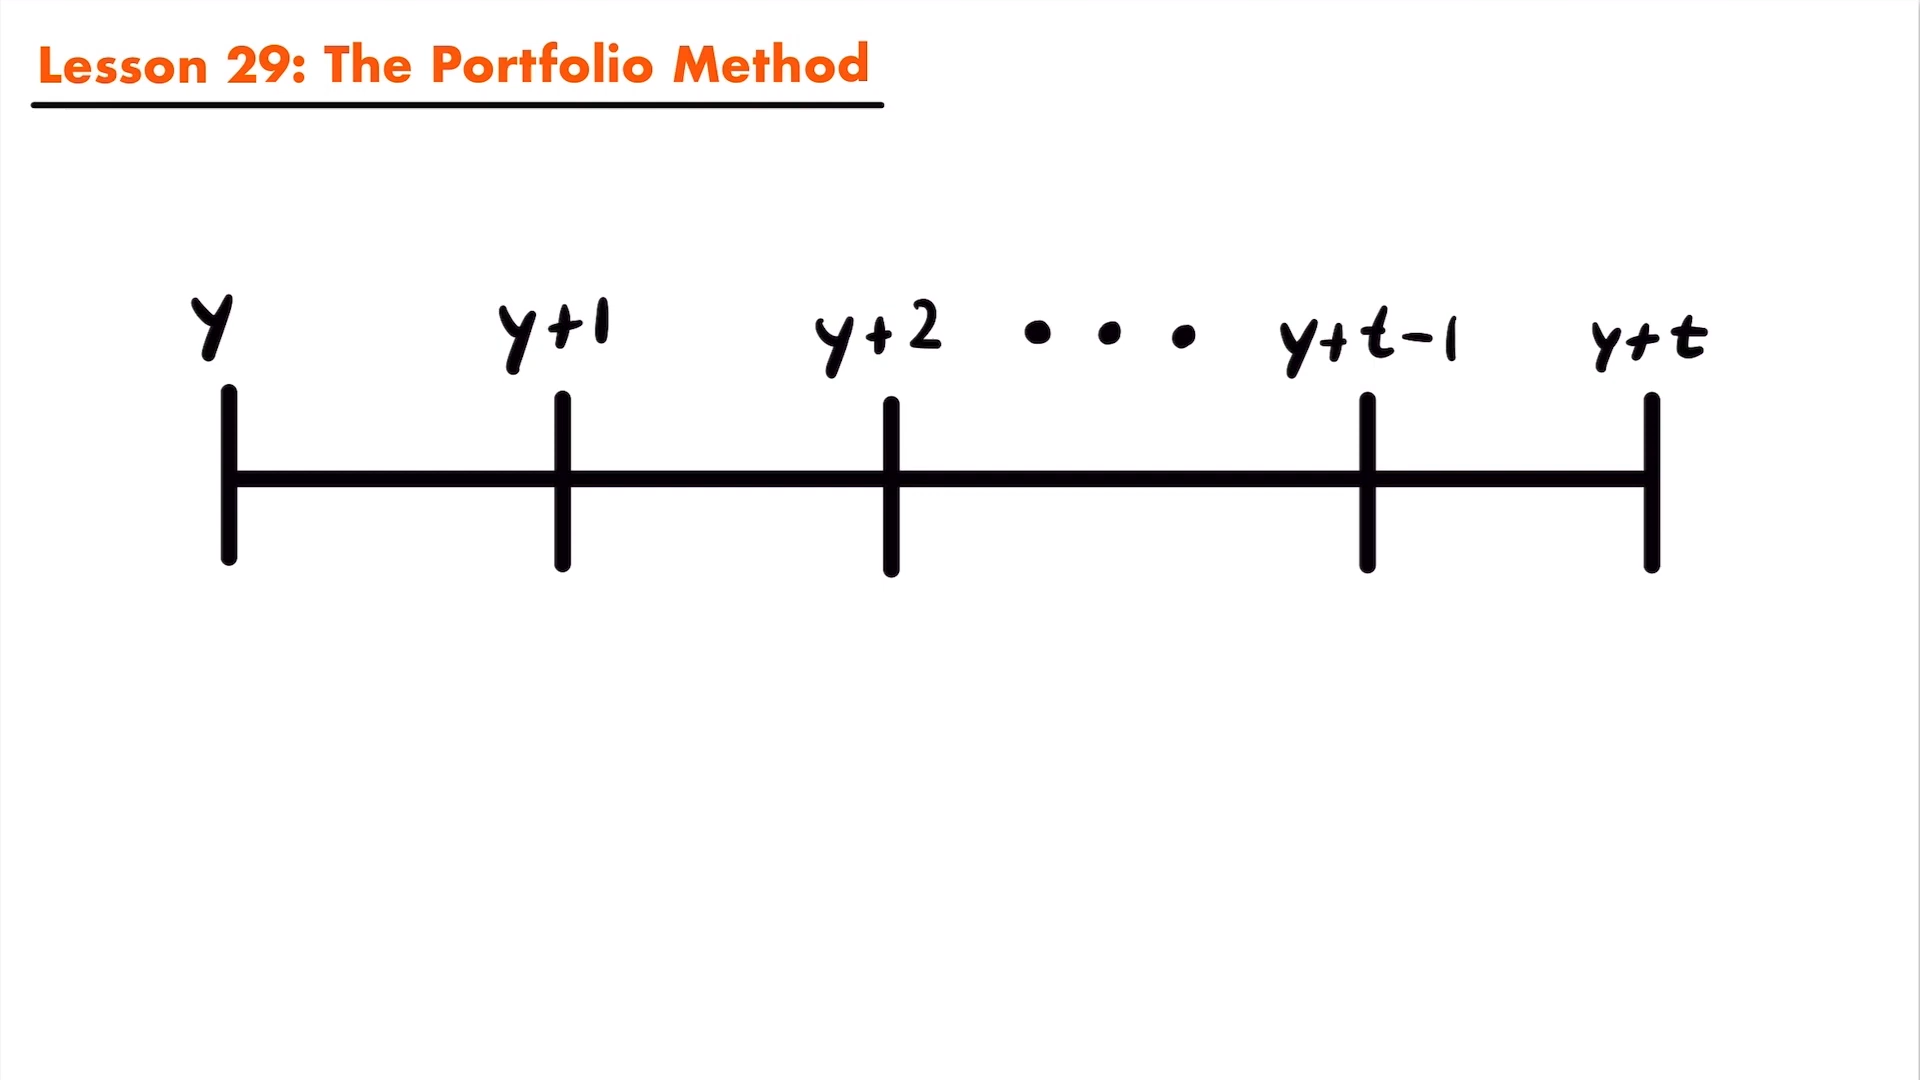 Lesson 29: The Portfolio Method
y y+1 y+2 • • • y+t-1 y+t